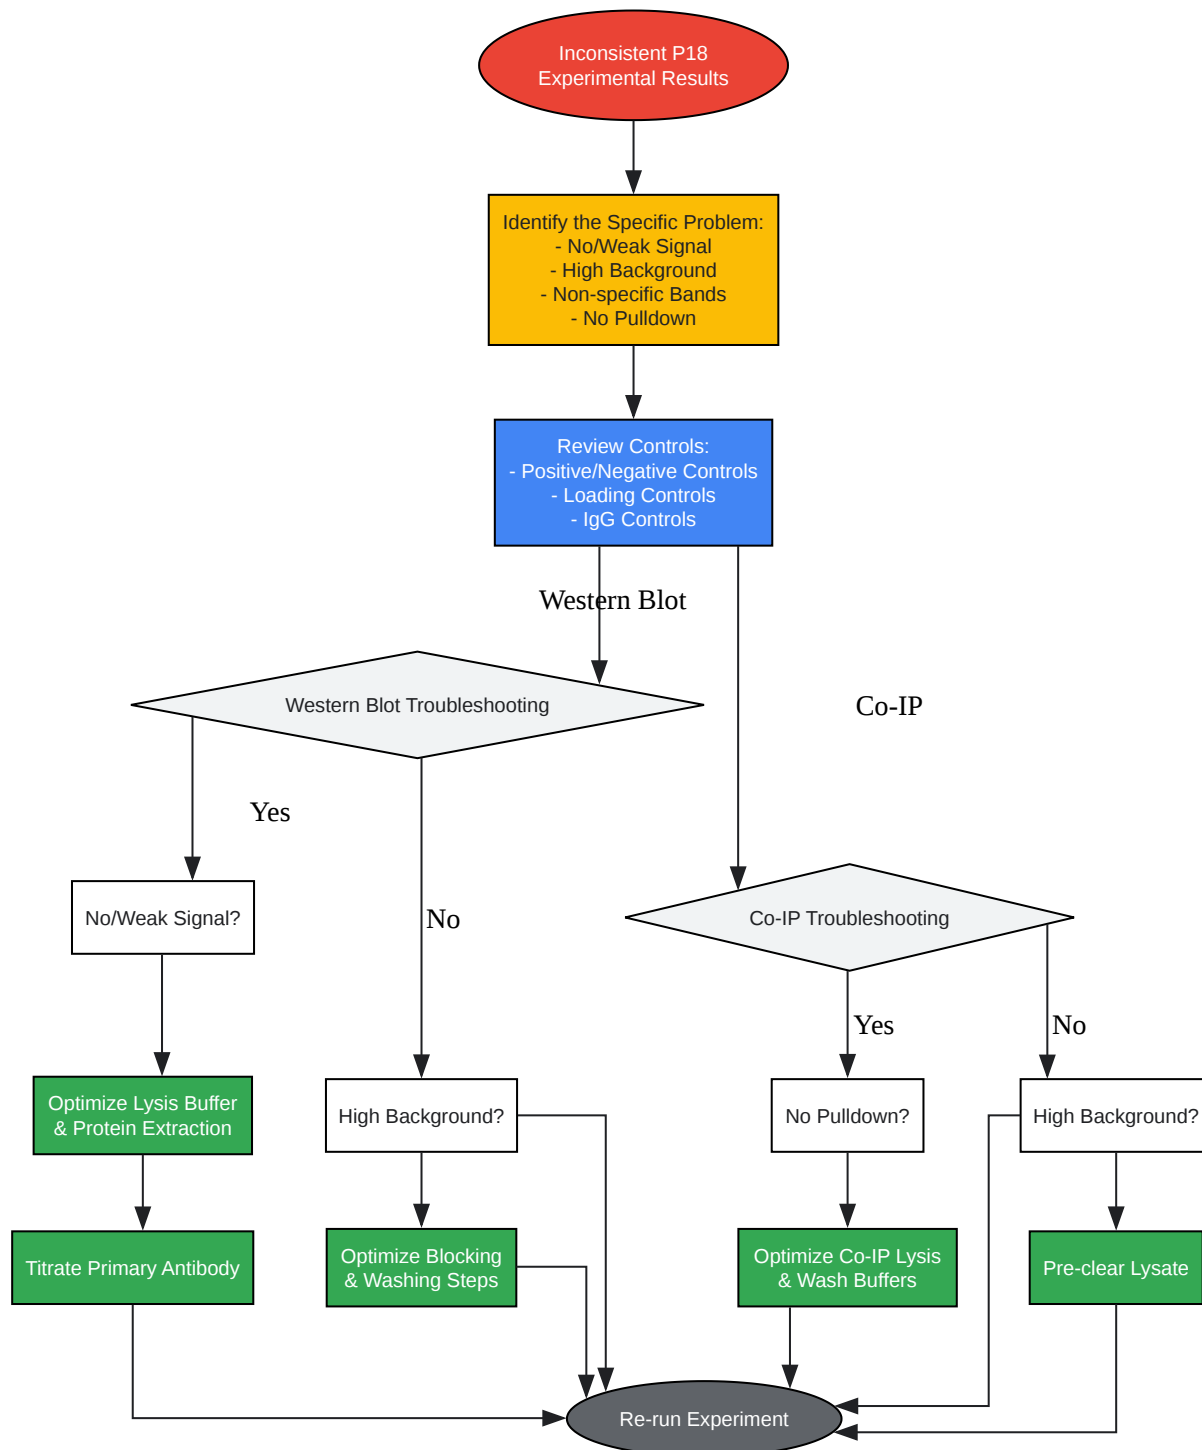 Inconsistent P18
Experimental Results
Identify the Specific Problem:
- No/Weak Signal
- High Background
- Non-specific Bands
- No Pulldown
Review Controls:
- Positive/Negative Controls
- Loading Controls
- IgG Controls
Western Blot
Western Blot Troubleshooting
Co-IP
Yes
No/Weak Signal?
No
Co-IP Troubleshooting
Yes
No
Optimize Lysis Buffer
& Protein Extraction
High Background?
No Pulldown?
High Background?
Titrate Primary Antibody
Optimize Blocking
& Washing Steps
Optimize Co-IP Lysis
& Wash Buffers
Pre-clear Lysate
Re-run Experiment